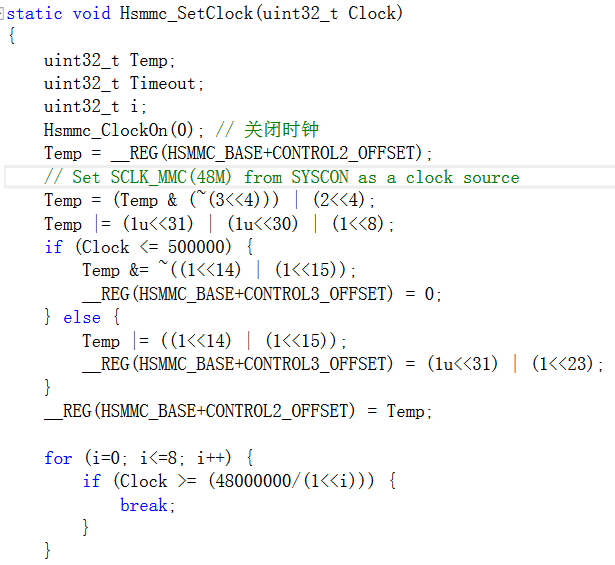 static void Hsmmc_SetClock(uint32_t Clock)
{
    uint32_t Temp;
    uint32_t Timeout;
    uint32_t i;
    Hsmmc_ClockOn(0); // 关闭时钟
    Temp = __REG(HSMMC_BASE+CONTROL2_OFFSET);
    // Set SCLK_MMC(48M) from SYSCON as a clock source
    Temp = (Temp & (~(3<<4))) | (2<<4);
    Temp |= (1u<<31) | (1u<<30) | (1<<8);
    if (Clock <= 500000) {
        Temp &= ~((1<<14) | (1<<15));
        __REG(HSMMC_BASE+CONTROL3_OFFSET) = 0;
    } else {
        Temp |= ((1<<14) | (1<<15));
        __REG(HSMMC_BASE+CONTROL3_OFFSET) = (1u<<31) | (1<<23);
    }
    __REG(HSMMC_BASE+CONTROL2_OFFSET) = Temp;

    for (i=0; i<=8; i++) {
        if (Clock >= (48000000/(1<<i))) {
            break;
        }
    }